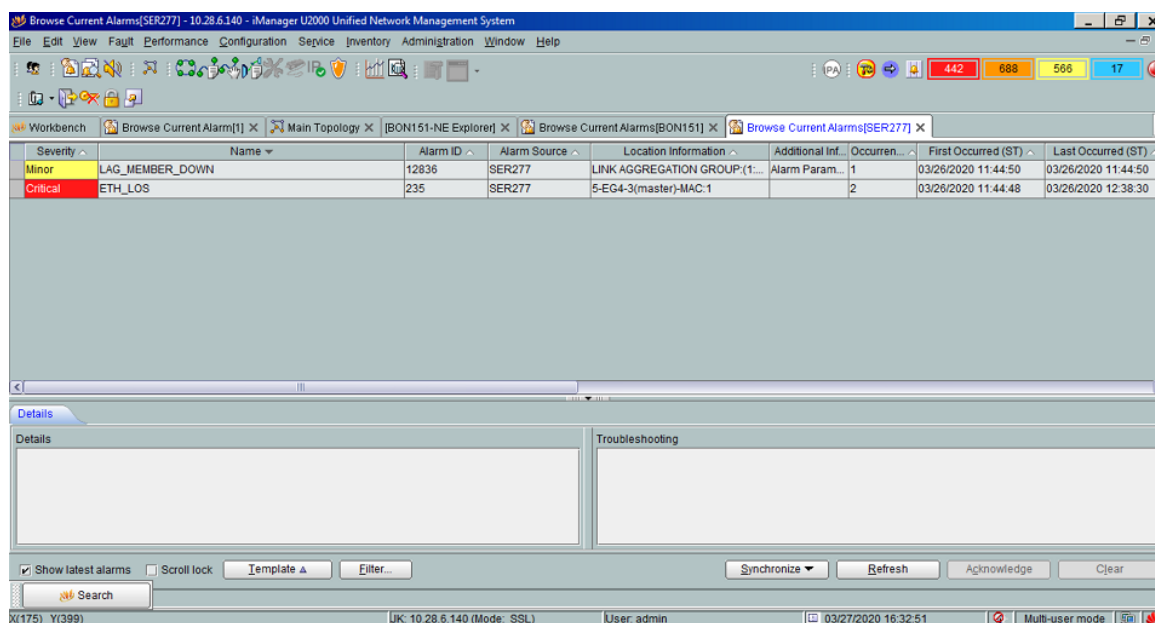 Browse Current Alarms[SER277] - 10.28.6.140 - iManager U2000 Unified Network Management System
File Edit View Fault Performance Configuration Service Inventory Administration Window Help
PA 442 688 566 17
Workbench Browse Current Alarm[1] Main Topology [BON151-NE Explorer] Browse Current Alarms[BON151] Browse Current Alarms[SER277]
Severity Name Alarm ID Alarm Source Location Information Additional Inf... Occurren... First Occurred (ST) Last Occurred (ST)
Minor LAG_MEMBER_DOWN 12836 SER277 LINK AGGREGATION GROUP:(1:... Alarm Param... 1 03/26/2020 11:44:50 03/26/2020 11:44:50
Critical ETH_LOS 235 SER277 5-EG4-3(master)-MAC:1 2 03/26/2020 11:44:48 03/26/2020 12:38:30
Details
Details Troubleshooting
Show latest alarms Scroll lock Template Filter... Synchronize Refresh Acknowledge Clear
Search
X(175) Y(399) UK: 10.28.6.140 (Mode: SSL) User: admin 03/27/2020 16:32:51 Multi-user mode